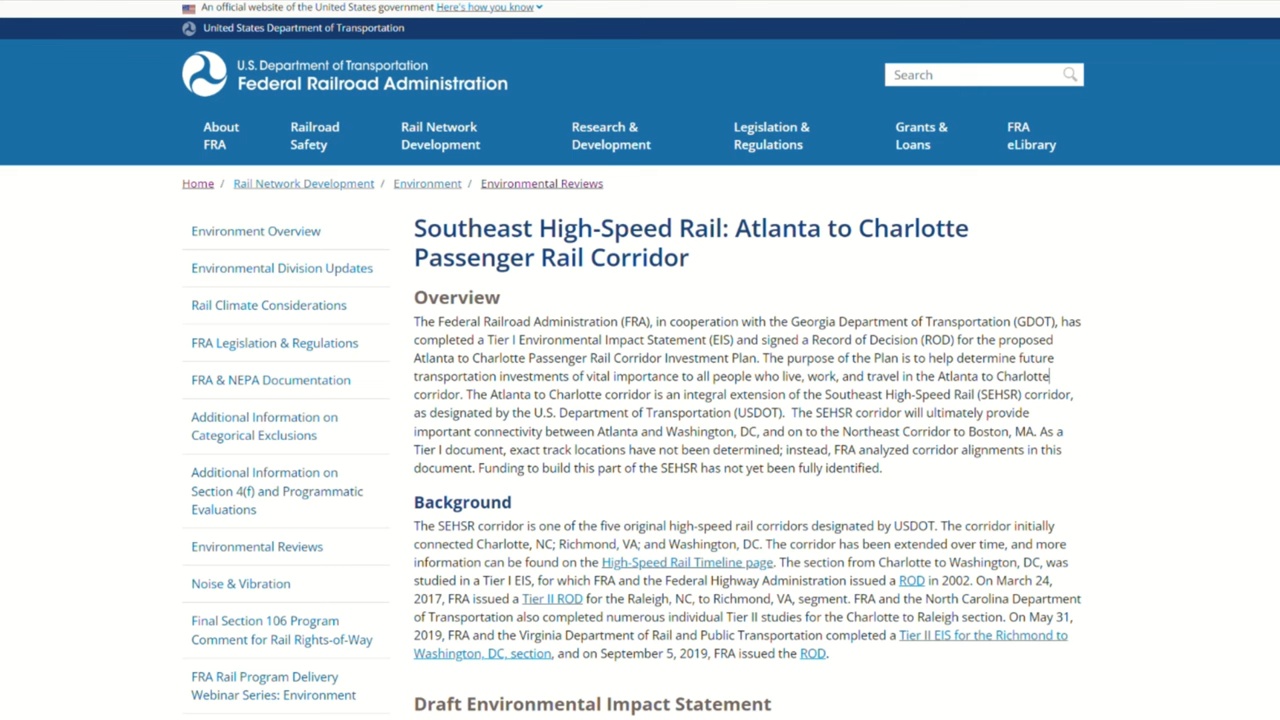 An official website of the United States government Here's how you know
United States Department of Transportation
U.S. Department of Transportation
Federal Railroad Administration
Search
About
FRA
Railroad
Safety
Rail Network
Development
Research &
Development
Legislation &
Regulations
Grants &
Loans
FRA
eLibrary
Home / Rail Network Development / Environment / Environmental Reviews
Environment Overview
Environmental Division Updates
Rail Climate Considerations
FRA Legislation & Regulations
FRA & NEPA Documentation
Additional Information on
Categorical Exclusions
Additional Information on
Section 4(f) and Programmatic
Evaluations
Environmental Reviews
Noise & Vibration
Final Section 106 Program
Comment for Rail Rights-of-Way
FRA Rail Program Delivery
Webinar Series: Environment
Southeast High-Speed Rail: Atlanta to Charlotte
Passenger Rail Corridor
Overview
The Federal Railroad Administration (FRA), in cooperation with the Georgia Department of Transportation (GDOT), has
completed a Tier I Environmental Impact Statement (EIS) and signed a Record of Decision (ROD) for the proposed
Atlanta to Charlotte Passenger Rail Corridor Investment Plan. The purpose of the Plan is to help determine future
transportation investments of vital importance to all people who live, work, and travel in the Atlanta to Charlotte
corridor. The Atlanta to Charlotte corridor is an integral extension of the Southeast High-Speed Rail (SEHSR) corridor,
as designated by the U.S. Department of Transportation (USDOT). The SEHSR corridor will ultimately provide
important connectivity between Atlanta and Washington, DC, and on to the Northeast Corridor to Boston, MA. As a
Tier I document, exact track locations have not been determined; instead, FRA analyzed corridor alignments in this
document. Funding to build this part of the SEHSR has not yet been fully identified.
Background
The SEHSR corridor is one of the five original high-speed rail corridors designated by USDOT. The corridor initially
connected Charlotte, NC; Richmond, VA; and Washington, DC. The corridor has been extended over time, and more
information can be found on the High-Speed Rail Timeline page. The section from Charlotte to Washington, DC, was
studied in a Tier I EIS, for which FRA and the Federal Highway Administration issued a ROD in 2002. On March 24,
2017, FRA issued a Tier II ROD for the Raleigh, NC, to Richmond, VA, segment. FRA and the North Carolina Department
of Transportation also completed numerous individual Tier II studies for the Charlotte to Raleigh section. On May 31,
2019, FRA and the Virginia Department of Rail and Public Transportation completed a Tier II EIS for the Richmond to
Washington, DC, section, and on September 5, 2019, FRA issued the ROD.
Draft Environmental Impact Statement